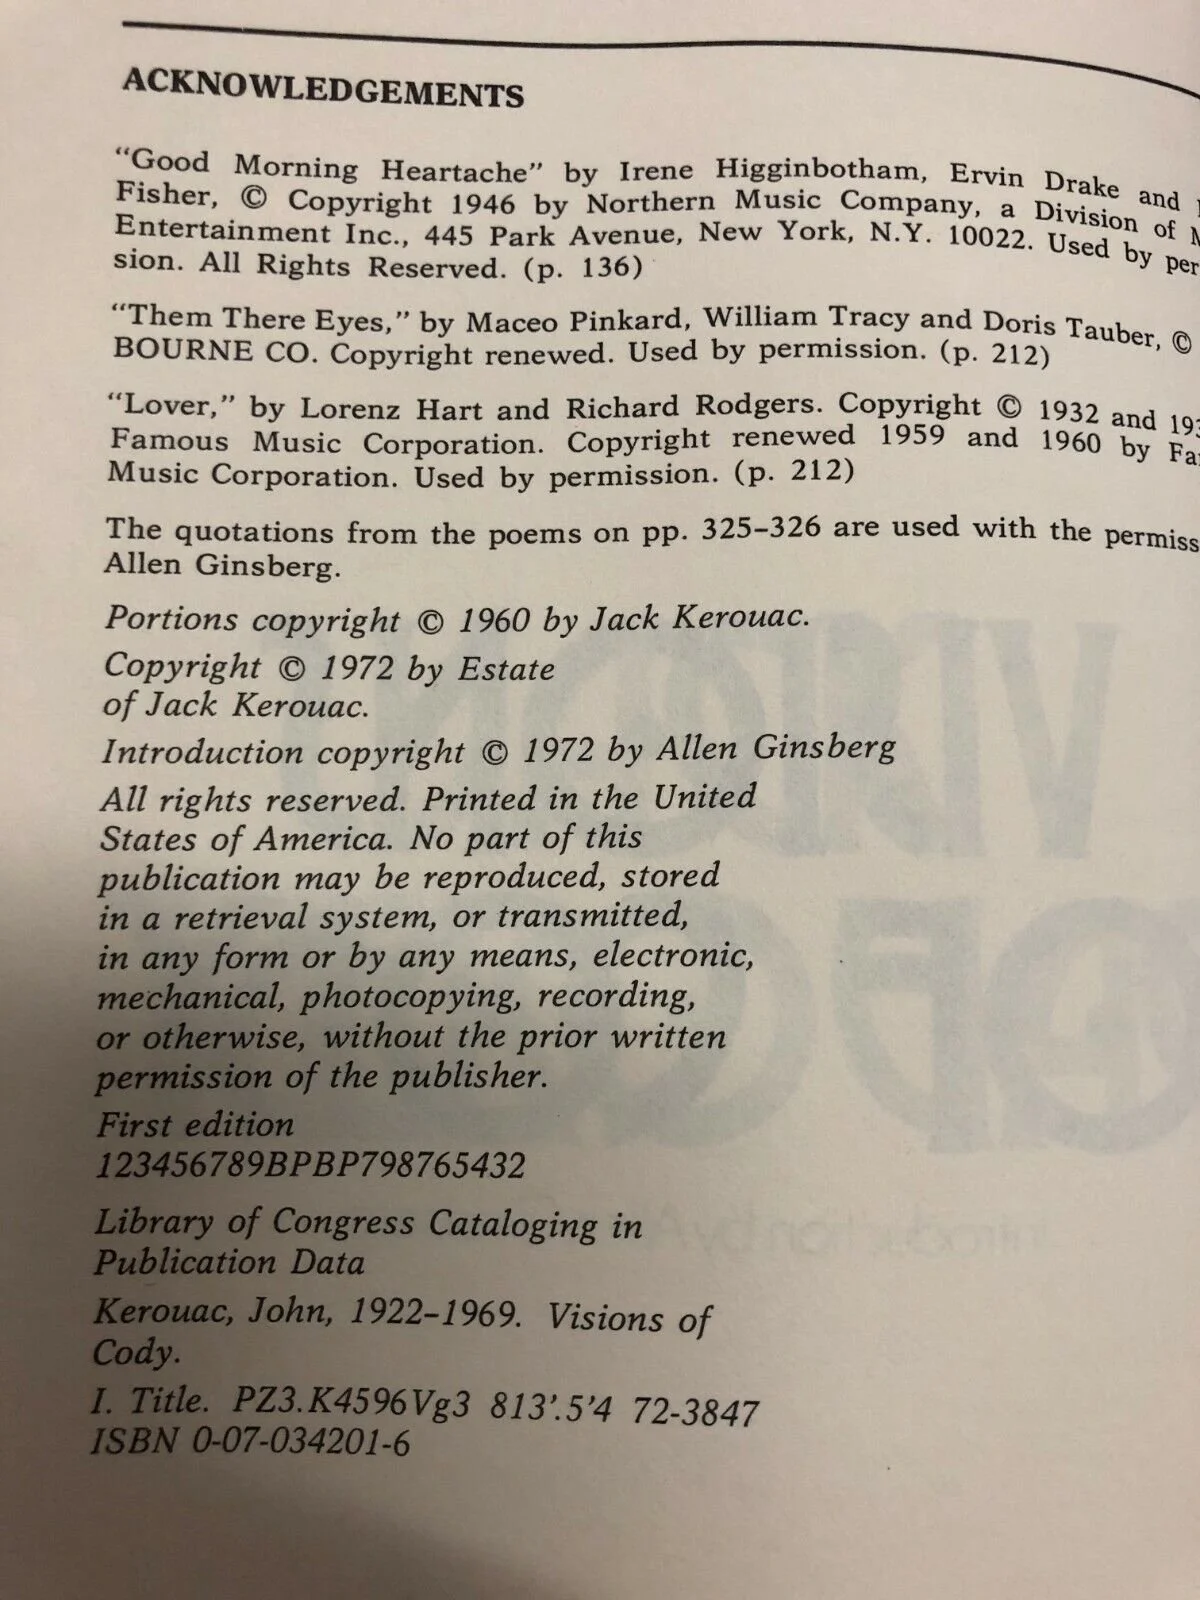 ACKNOWLEDGEMENTS
“Good Morning Heartache” by Irene Higginbotham, Ervin Drake and
Fisher, © Copyright 1946 by Northern Music Company, a Division of
Entertainment Inc., 445 Park Avenue, New York, N.Y. 10022. Used by per
sion. All Rights Reserved. (p. 136)
“Them There Eyes,” by Maceo Pinkard, William Tracy and Doris Tauber, ©
BOURNE CO. Copyright renewed. Used by permission. (p. 212)
“Lover,” by Lorenz Hart and Richard Rodgers. Copyright © 1932 and 193
Famous Music Corporation. Copyright renewed 1959 and 1960 by Fa
Music Corporation. Used by permission. (p. 212)
The quotations from the poems on pp. 325–326 are used with the permiss
Allen Ginsberg.
Portions copyright © 1960 by Jack Kerouac.
Copyright © 1972 by Estate
of Jack Kerouac.
Introduction copyright © 1972 by Allen Ginsberg
All rights reserved. Printed in the United
States of America. No part of this
publication may be reproduced, stored
in a retrieval system, or transmitted,
in any form or by any means, electronic,
mechanical, photocopying, recording,
or otherwise, without the prior written
permission of the publisher.
First edition
123456789BPBP798765432
Library of Congress Cataloging in
Publication Data
Kerouac, John, 1922–1969. Visions of
Cody.
I. Title. PZ3.K4596Vg3 813'.5'4 72-3847
ISBN 0-07-034201-6